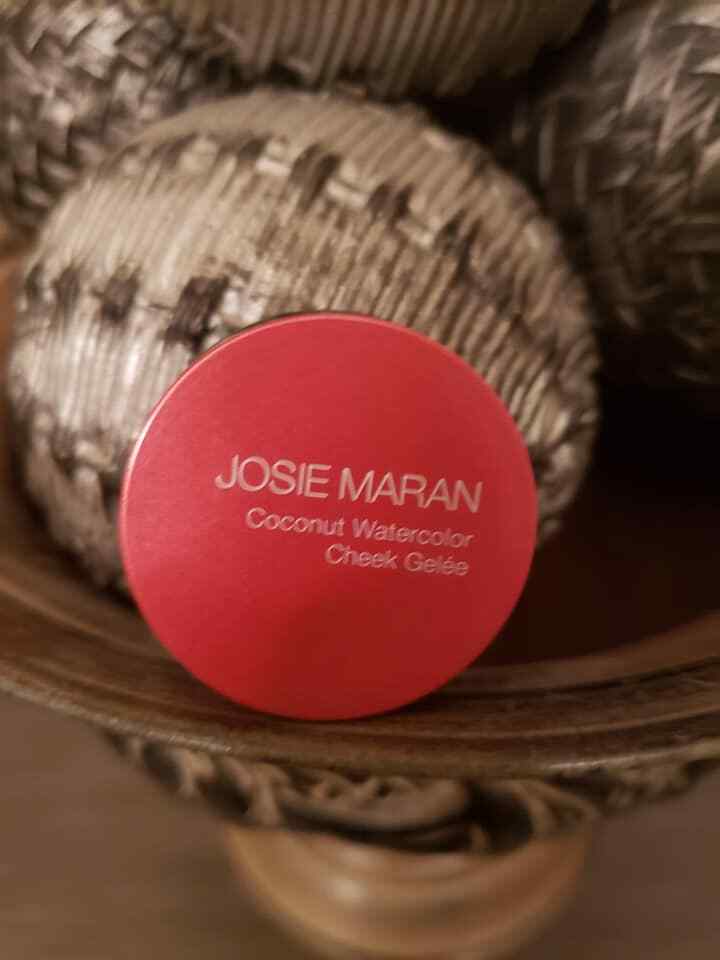 JOSIE MARAN
Coconut Watercolor
Cheek Gelée